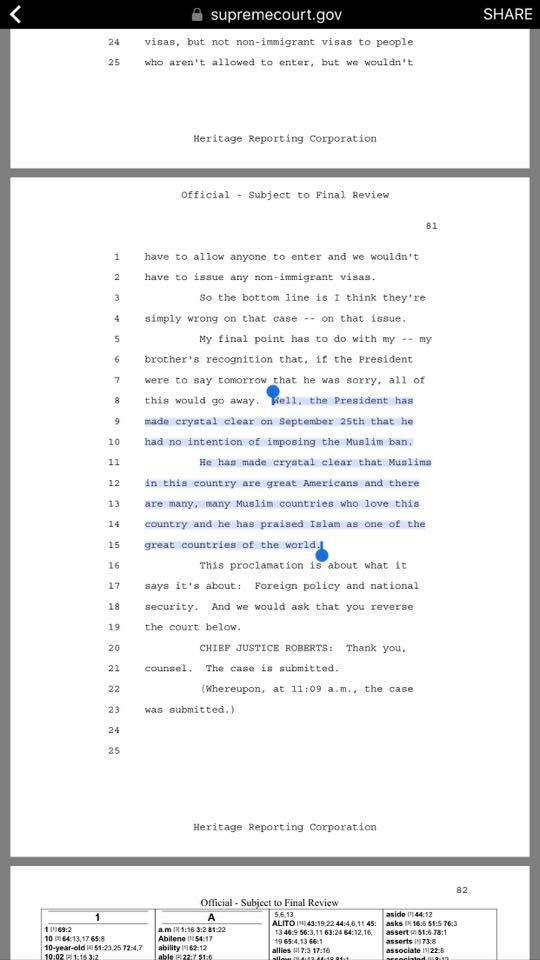 supremecourt.gov SHARE
24 visas, but not non-immigrant visas to people
25 who aren't allowed to enter, but we wouldn't
Heritage Reporting Corporation
Official - Subject to Final Review
81
1 have to allow anyone to enter and we wouldn't
2 have to issue any non-immigrant visas.
3 So the bottom line is I think they're
4 simply wrong on that case -- on that issue.
5 My final point has to do with my -- my
6 brother's recognition that, if the President
7 were to say tomorrow that he was sorry, all of
8 this would go away. Well, the President has
9 made crystal clear on September 25th that he
10 had no intention of imposing the Muslim ban.
11 He has made crystal clear that Muslims
12 in this country are great Americans and there
13 are many, many Muslim countries who love this
14 country and he has praised Islam as one of the
15 great countries of the world.
16 This proclamation is about what it
17 says it's about: Foreign policy and national
18 security. And we would ask that you reverse
19 the court below.
20 CHIEF JUSTICE ROBERTS: Thank you,
21 counsel. The case is submitted.
22 (Whereupon, at 11:09 a.m., the case
23 was submitted.)
24
25
Heritage Reporting Corporation
82
Official - Subject to Final Review
1
1 [1] 69:2
10 [3] 64:13,17 65:8
10-year-old [4] 51:23,25 72:4,7
10:02 [2] 1:16 3:2
A
a.m [3] 1:16 3:2 81:22
Abilene [1] 54:17
ability [1] 62:12
able [2] 22:7 51:6
5,6,13
ALITO [16] 43:19,22 44:4,6,11 45:
13 46:9 56:3,11 63:24 64:12,16,
19 65:4,13 66:1
allies [2] 7:3 17:16
aside [1] 44:12
asks [3] 16:6 51:5 76:3
assert [2] 51:6 78:1
asserts [1] 73:8
associate [1] 22:8